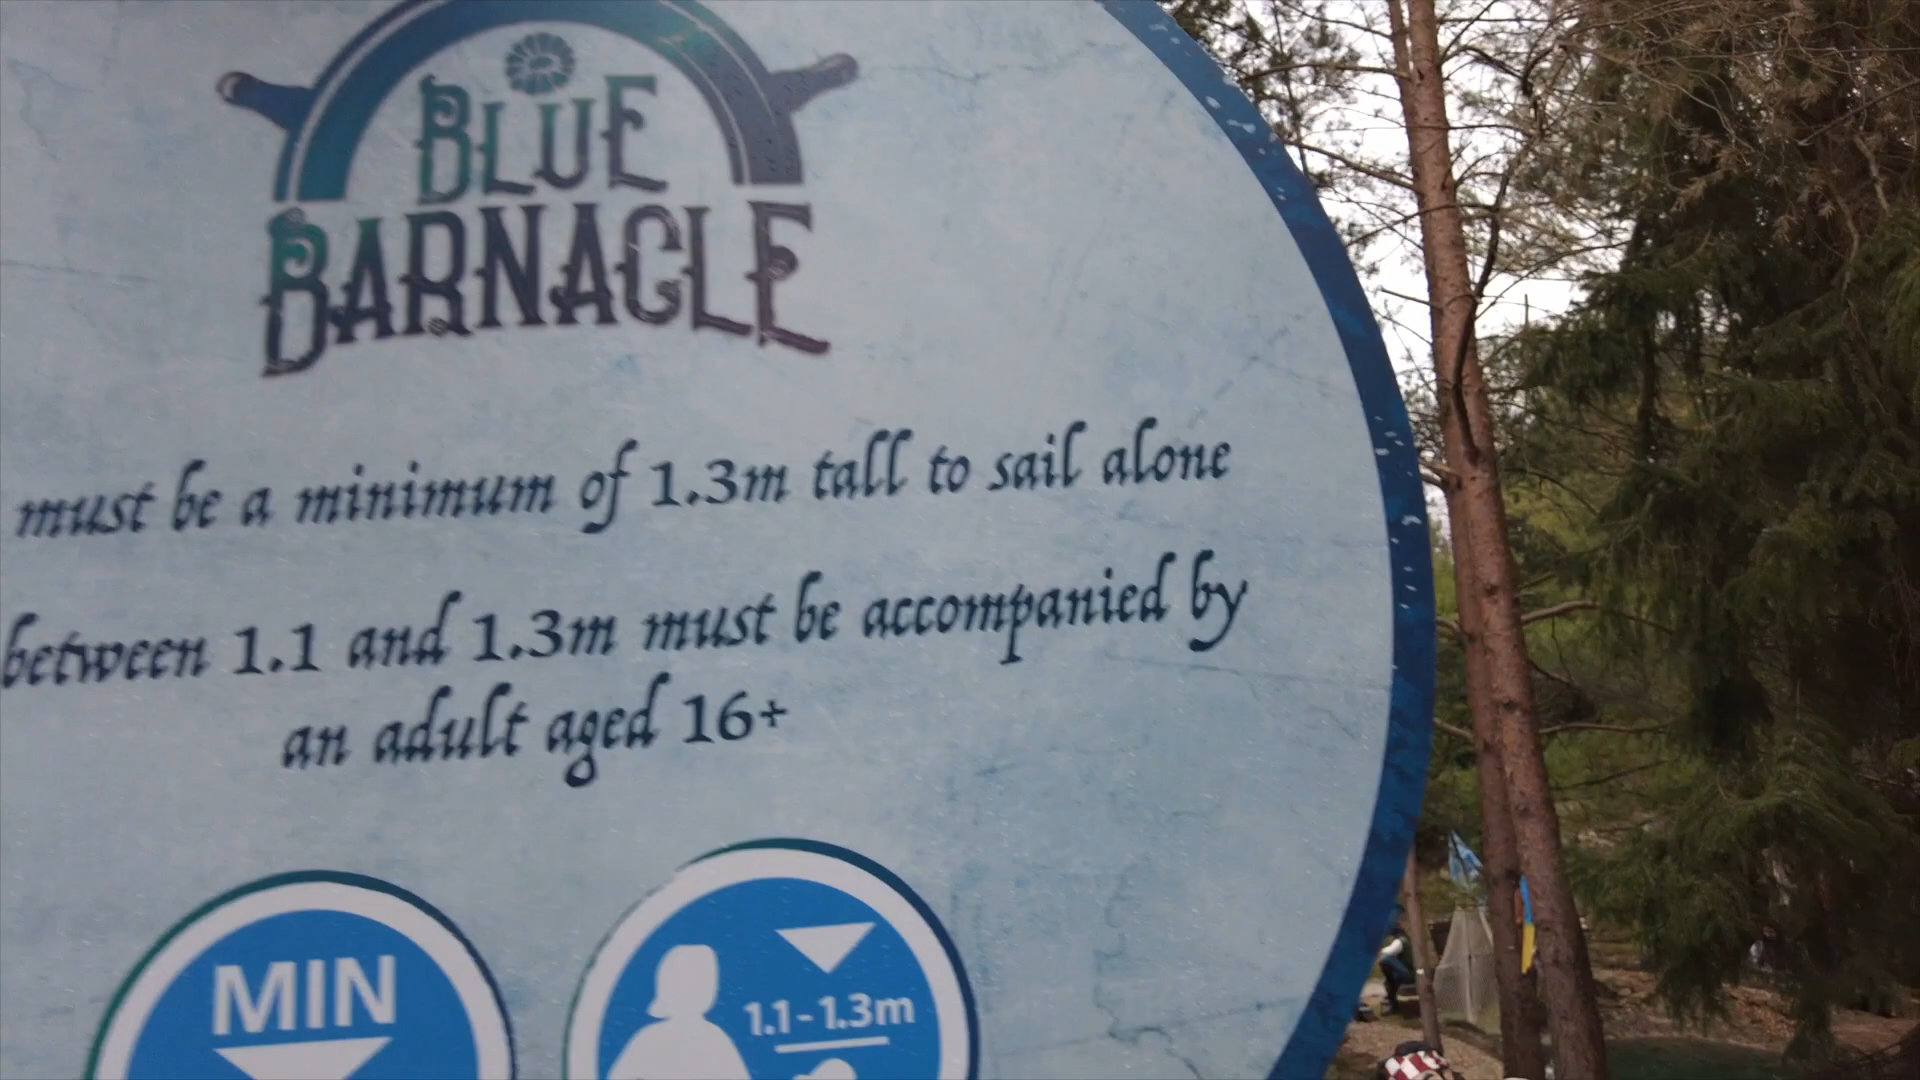 BLUE
BARNACLE
must be a minimum of 1.3m tall to sail alone
between 1.1 and 1.3m must be accompanied by
an adult aged 16+
MIN
1.1-1.3m